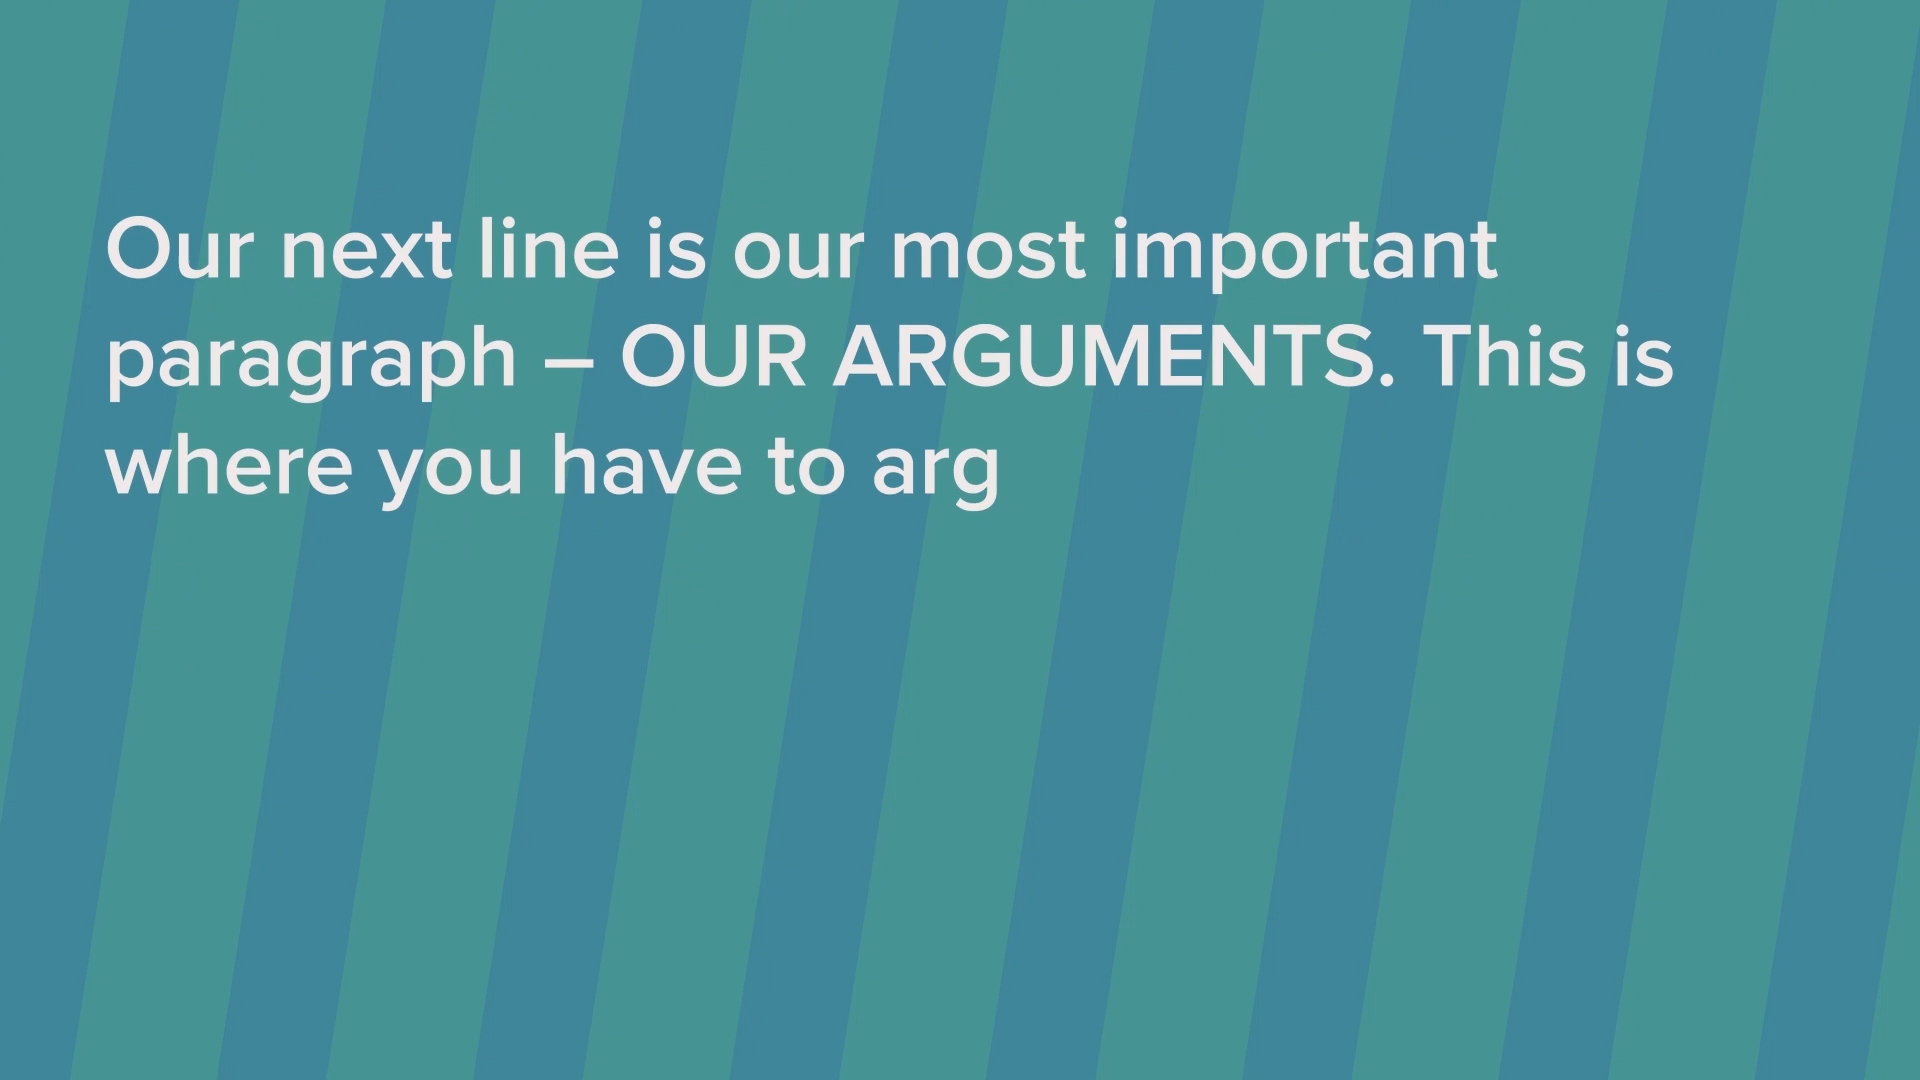 Our next line is our most important
paragraph – OUR ARGUMENTS. This is
where you have to arg